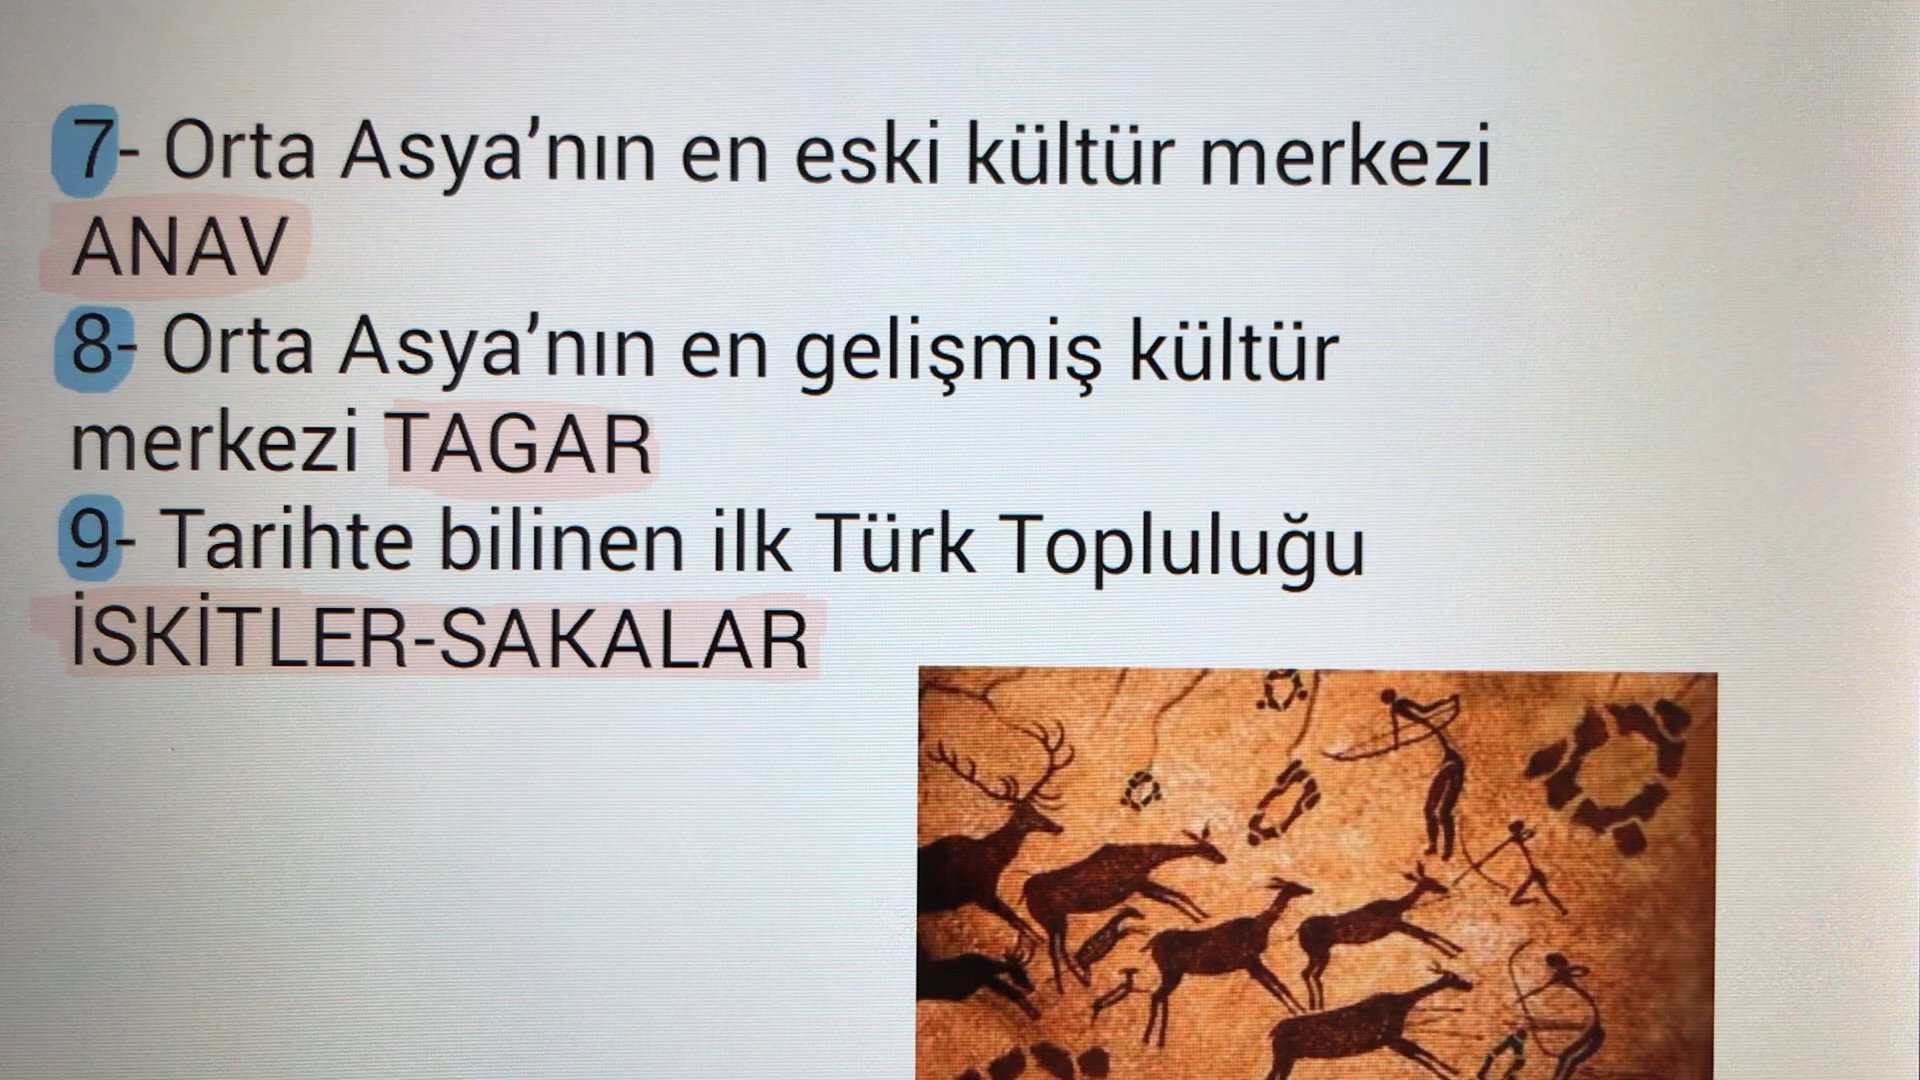 7- Orta Asya’nın en eski kültür merkezi
ANAV
8- Orta Asya’nın en gelişmiş kültür
merkezi TAGAR
9- Tarihte bilinen ilk Türk Topluluğu
İSKİTLER-SAKALAR